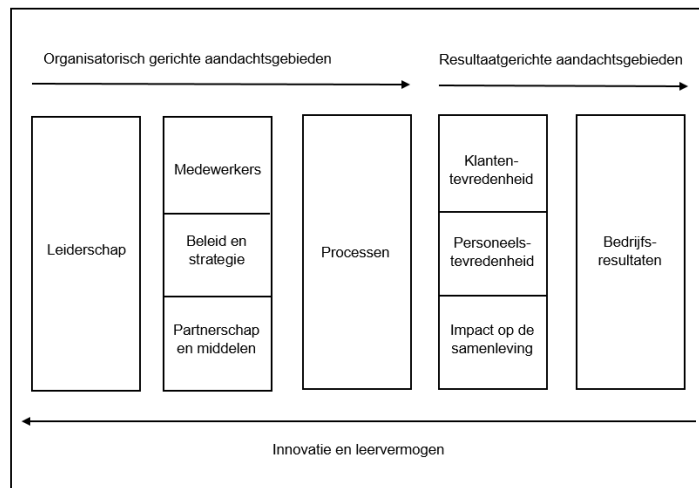 Organisatorisch gerichte aandachtsgebieden
Resultaatgerichte aandachtsgebieden
Leiderschap
Medewerkers
Beleid en
strategie
Partnerschap
en middelen
Processen
Klanten-
tevredenheid
Personeels-
tevredenheid
Impact op de
samenleving
Bedrijfs-
resultaten
Innovatie en leervermogen